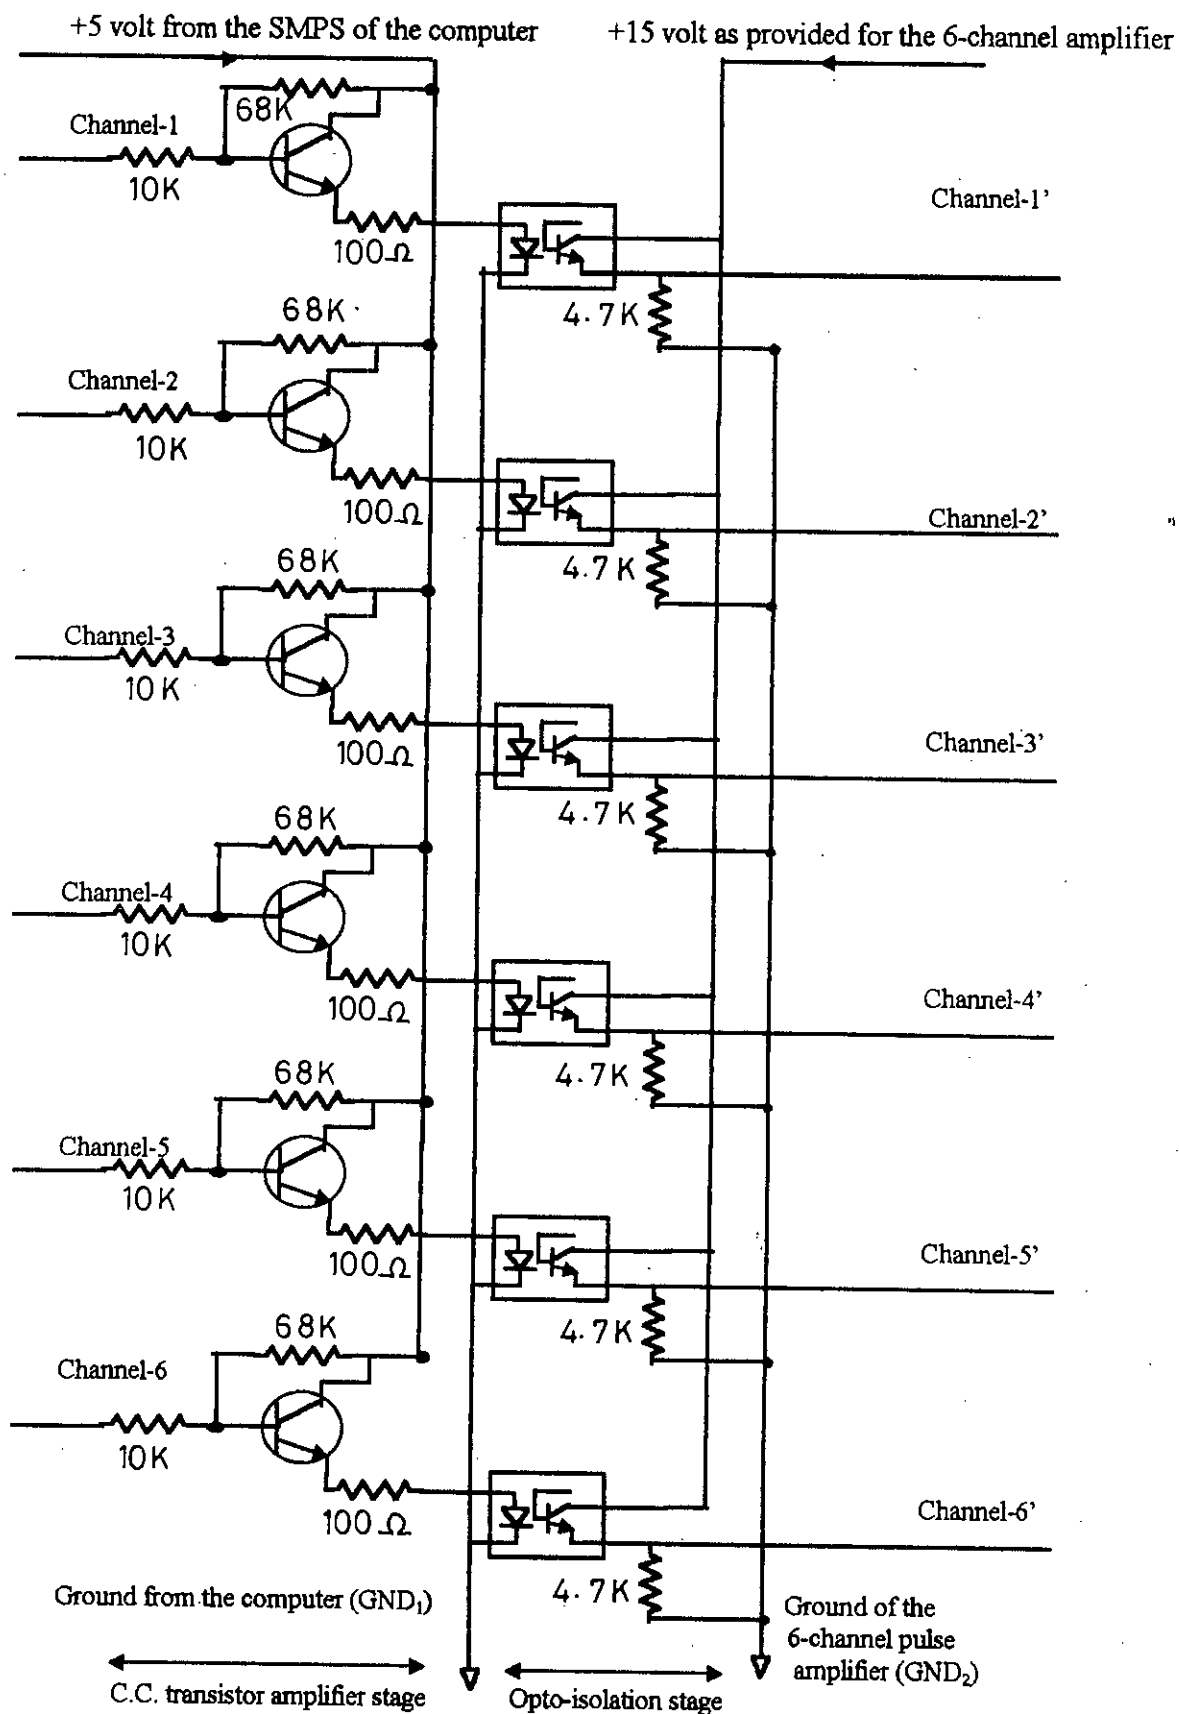 +5 volt from the SMPS of the computer
+15 volt as provided for the 6-channel amplifier
68K
Channel-1
10K
100Ω
Channel-1’
4.7K
68K
Channel-2
10K
100Ω
Channel-2’
4.7K
68K
Channel-3
10K
100Ω
Channel-3’
4.7K
68K
Channel-4
10K
100Ω
Channel-4’
4.7K
68K
Channel-5
10K
100Ω
Channel-5’
4.7K
68K
Channel-6
10K
100Ω
Channel-6’
4.7K
Ground from the computer (GND₁)
Ground of the
6-channel pulse
amplifier (GND₂)
C.C. transistor amplifier stage
Opto-isolation stage